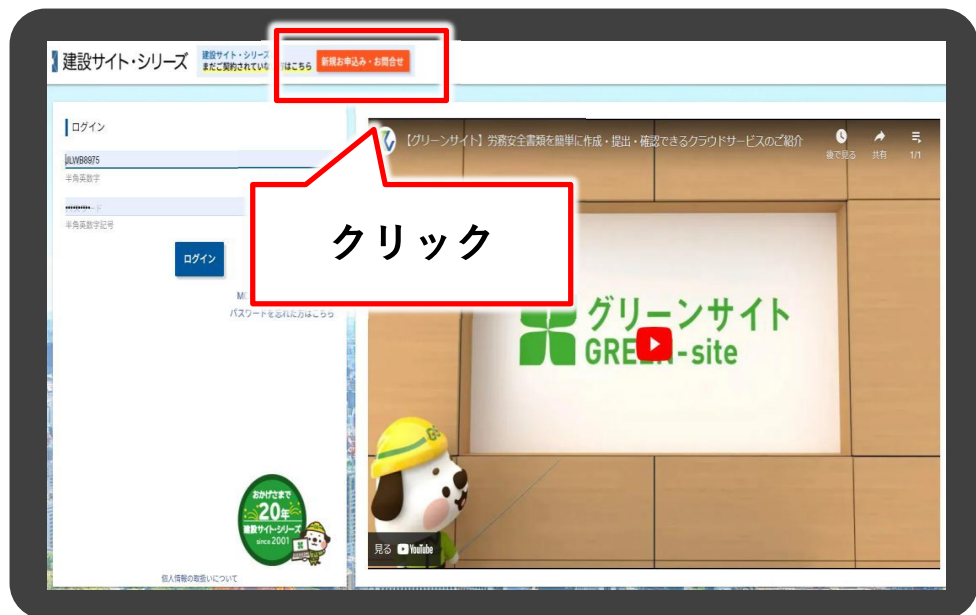 建設サイト・シリーズ
建設サイト・シリーズ
まだご契約されていな
はこちら
新規お申込み・お問合せ
ログイン
JLWB8975
半角英数字
半角英数字記号
ログイン
パスワードを忘れた方はこちら
【グリーンサイト】労務安全書類を簡単に作成・提出・確認できるクラウドサービスのご紹介
後で見る
共有
1/1
クリック
グリーンサイト
GREEN-site
GS
おかげさまで
20年
建設サイト・シリーズ
since 2001
見る YouTube
個人情報の取扱いについて